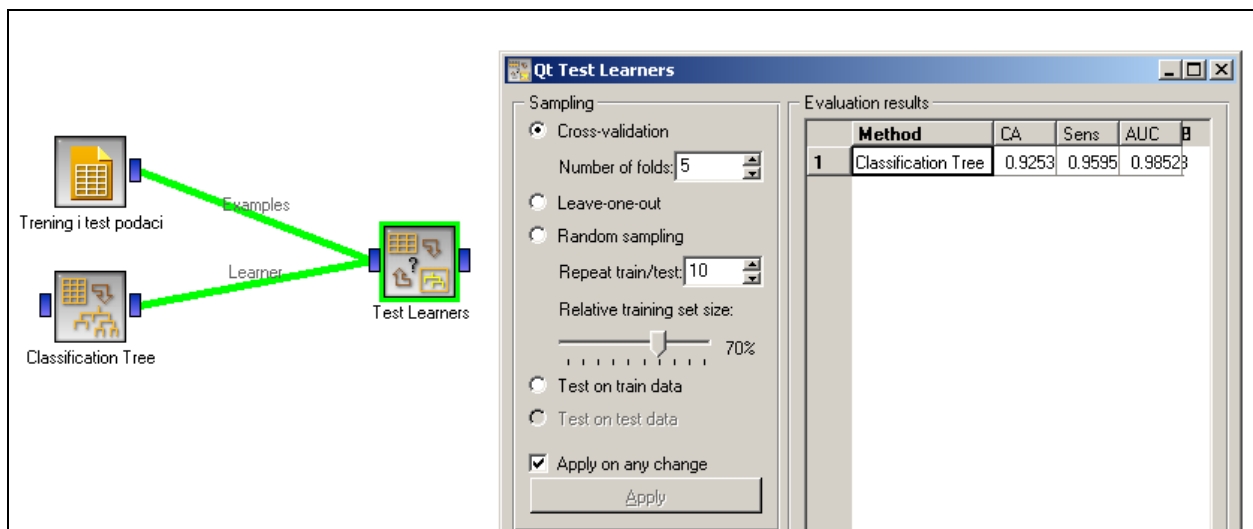 Trening i test podaci
Examples
Learner
Classification Tree
Test Learners
Qt Test Learners
Sampling
Cross-validation
Number of folds: 5
Leave-one-out
Random sampling
Repeat train/test: 10
Relative training set size:
70%
Test on train data
Test on test data
Apply on any change
Apply
Evaluation results
Method CA Sens AUC
1 Classification Tree 0.9253 0.9595 0.9852